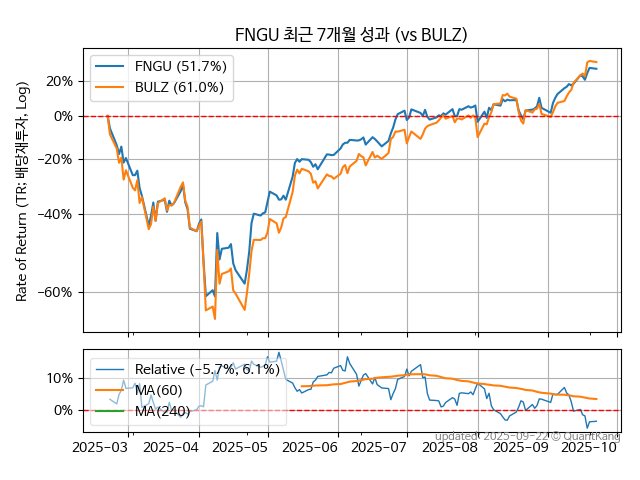 FNGU 최근 7개월 성과 (vs BULZ)
Rate of Return (TR: 배당재투자, Log)
FNGU (51.7%)
BULZ (61.0%)
20%
0%
−20%
−40%
−60%
Relative (−5.7%, 6.1%)
MA(60)
MA(240)
10%
0%
2025−03
2025−04
2025−05
2025−06
2025−07
2025−08
2025−09
2025−10
updated: 2025-09-22 © QuantKang